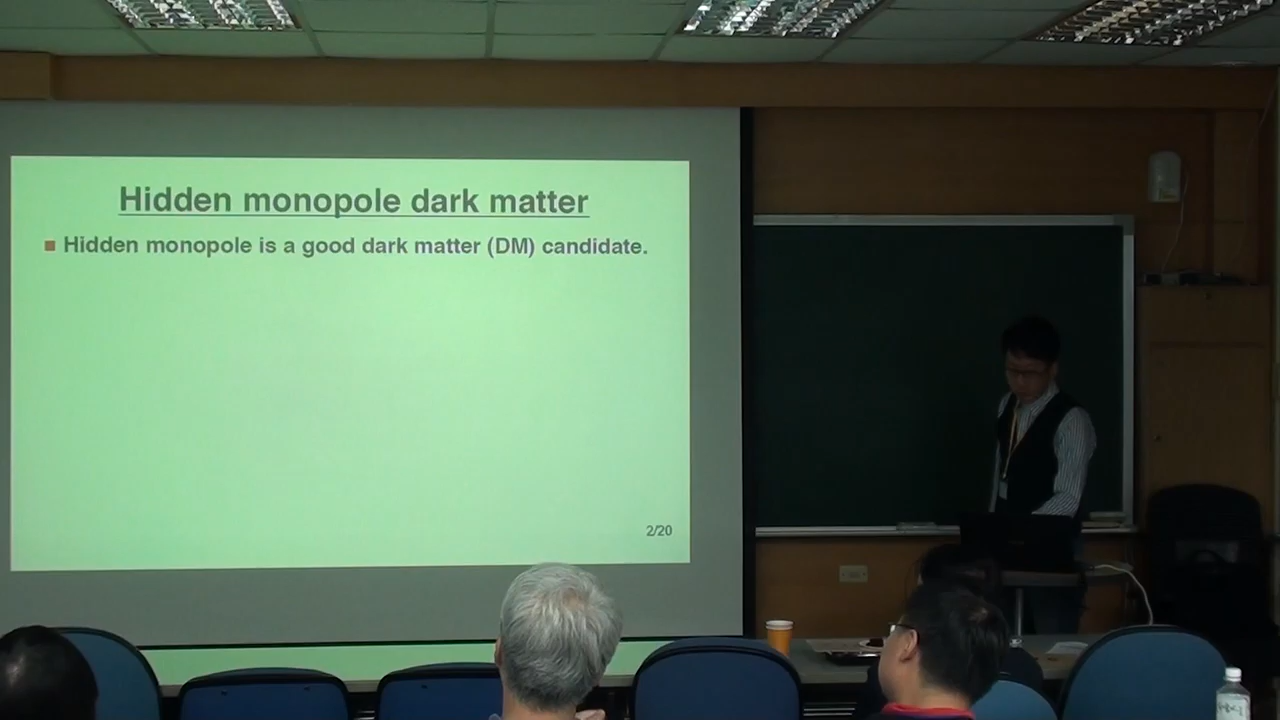 Hidden monopole dark matter
Hidden monopole is a good dark matter (DM) candidate.
2/20